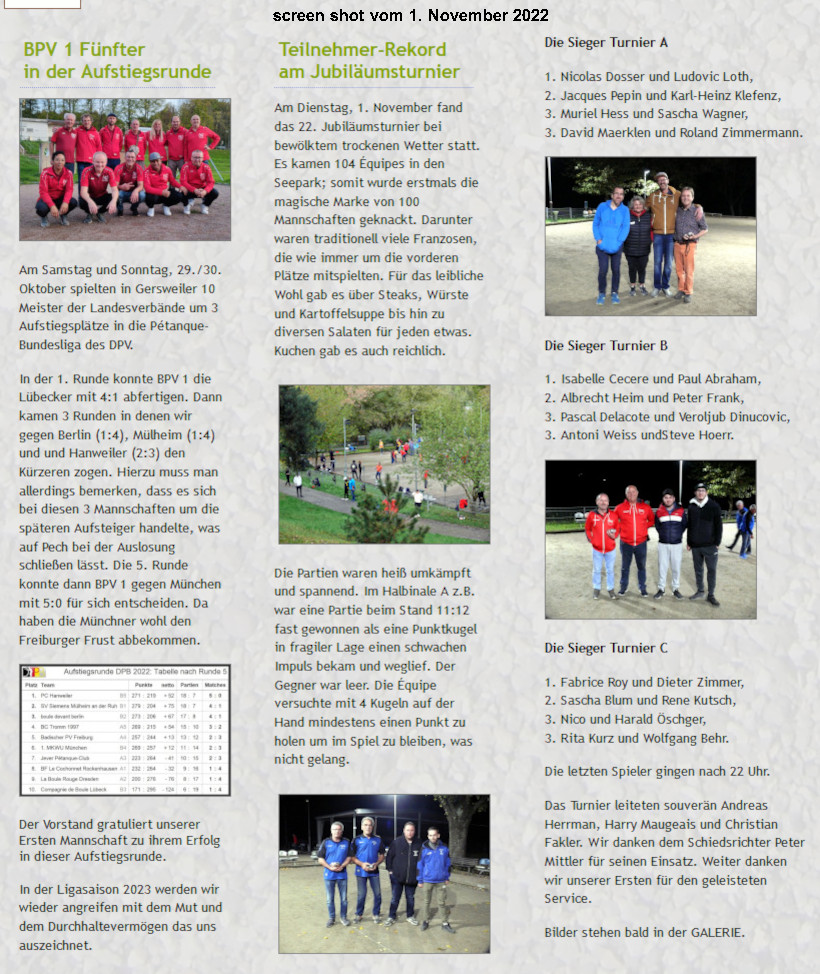 screen shot vom 1. November 2022
BPV 1 Fünfter
in der Aufstiegsrunde
Am Samstag und Sonntag, 29./30.
Oktober spielten in Gersweiler 10
Meister der Landesverbände um 3
Aufstiegsplätze in die Pétanque-
Bundesliga des DPV.
In der 1. Runde konnte BPV 1 die
Lübecker mit 4:1 abfertigen. Dann
kamen 3 Runden in denen wir
gegen Berlin (1:4), Mülheim (1:4)
und und Hanweiler (2:3) den
Kürzeren zogen. Hierzu muss man
allerdings bemerken, dass es sich
bei diesen 3 Mannschaften um die
späteren Aufsteiger handelte, was
auf Pech bei der Auslosung
schließen lässt. Die 5. Runde
konnte dann BPV 1 gegen München
mit 5:0 für sich entscheiden. Da
haben die Münchner wohl den
Freiburger Frust abbekommen.
Aufstiegsrunde DPB 2022: Tabelle nach Runde 5
Platz Team Punkte netto Partien Matches
1. PC Hanweiler 271 : 219 + 52 18 : 7 5 : 0
2. SV Siemens Mülheim an der Ruhr B1 279 : 204 + 75 18 : 7 4 : 1
3. boule devant berlin B2 273 : 206 + 67 17 : 8 4 : 1
4. BC Tromm 1997 269 : 215 + 54 15 : 10 3 : 2
5. Badischer PV Freiburg 257 : 244 + 13 13 : 12 2 : 3
6. 1. MKWU München B4 269 : 257 + 12 11 : 14 2 : 3
7. Jever Pétanque-Club A3 223 : 264 - 41 10 : 15 2 : 3
8. BF Le Cochonnet Rockenhausen A1 232 : 264 - 32 9 : 16 1 : 4
9. La Boule Rouge Dresden A2 200 : 276 - 76 8 : 17 1 : 4
10. Compagnie de Boule Lübeck 171 : 295 -124 6 : 19 1 : 4
Der Vorstand gratuliert unserer
Ersten Mannschaft zu ihrem Erfolg
in dieser Aufstiegsrunde.
In der Ligasaison 2023 werden wir
wieder angreifen mit dem Mut und
dem Durchhaltevermögen das uns
auszeichnet.
Teilnehmer-Rekord
am Jubiläumsturnier
Am Dienstag, 1. November fand
das 22. Jubiläumsturnier bei
bewölktem trockenen Wetter statt.
Es kamen 104 Équipes in den
Seepark; somit wurde erstmals die
magische Marke von 100
Mannschaften geknackt. Darunter
waren traditionell viele Franzosen,
die wie immer um die vorderen
Plätze mitspielten. Für das leibliche
Wohl gab es über Steaks, Würste
und Kartoffelsuppe bis hin zu
diversen Salaten für jeden etwas.
Kuchen gab es auch reichlich.
Die Partien waren heiß umkämpft
und spannend. Im Halbinale A z.B.
war eine Partie beim Stand 11:12
fast gewonnen als eine Punktkugel
in fragiler Lage einen schwachen
Impuls bekam und weglief. Der
Gegner war leer. Die Équipe
versuchte mit 4 Kugeln auf der
Hand mindestens einen Punkt zu
holen um im Spiel zu bleiben, was
nicht gelang.
Die Sieger Turnier A
1. Nicolas Dosser und Ludovic Loth,
2. Jacques Pepin und Karl-Heinz Klefenz,
3. Muriel Hess und Sascha Wagner,
3. David Maerklen und Roland Zimmermann.
Die Sieger Turnier B
1. Isabelle Cecere und Paul Abraham,
2. Albrecht Heim und Peter Frank,
3. Pascal Delacote und Veroljub Dinucovic,
3. Antoni Weiss undSteve Hoerr.
Die Sieger Turnier C
1. Fabrice Roy und Dieter Zimmer,
2. Sascha Blum und Rene Kutsch,
3. Nico und Harald Öschger,
3. Rita Kurz und Wolfgang Behr.
Die letzten Spieler gingen nach 22 Uhr.
Das Turnier leiteten souverän Andreas
Herrman, Harry Maugeais und Christian
Fakler. Wir danken dem Schiedsrichter Peter
Mittler für seinen Einsatz. Weiter danken
wir unserer Ersten für den geleisteten
Service.
Bilder stehen bald in der GALERIE.